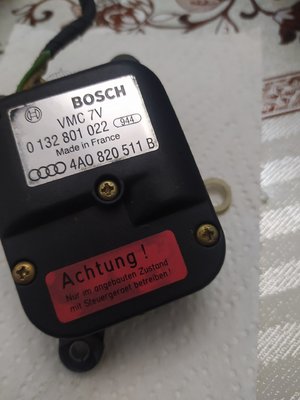 BOSCH
VMC 7V
0 132 801 022 944
Made in France
4A0 820 511 B
Achtung !
Nur im angebauten Zustand
mit Steuergeraet betreiben!